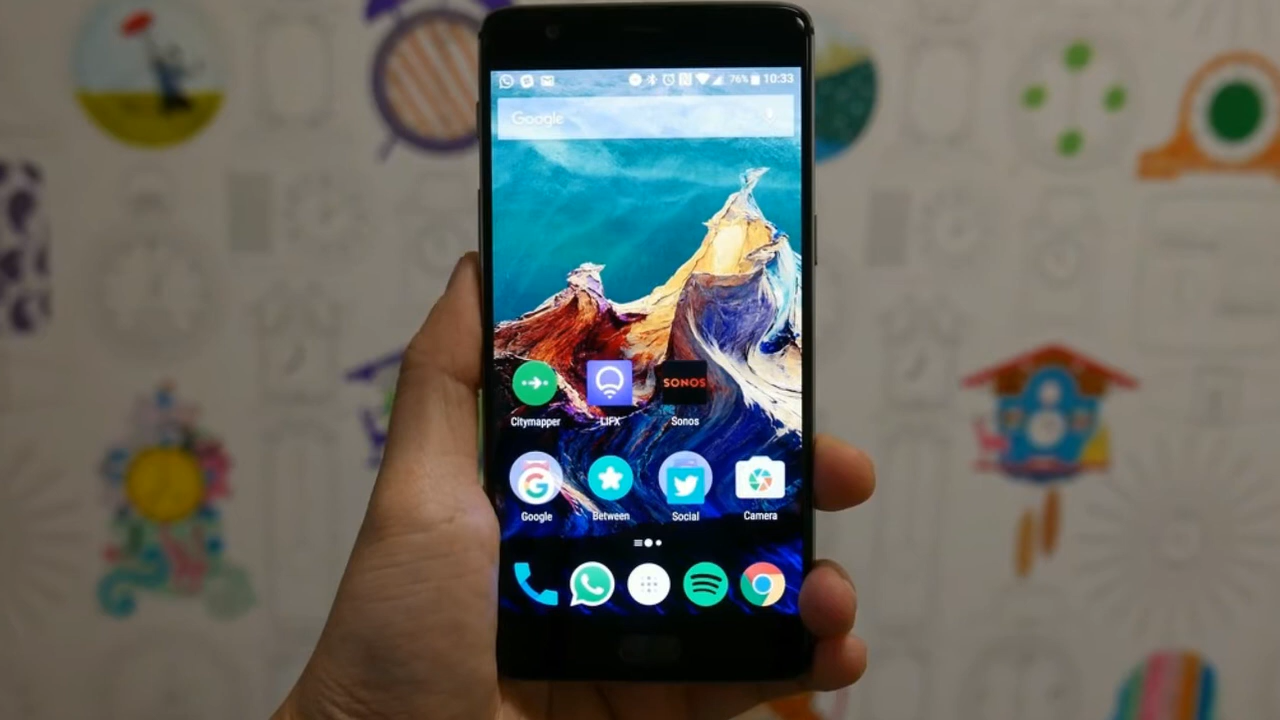 76% 10:33
Google
SONOS
Citymapper LIFX Sonos
G
Google Between Social Camera